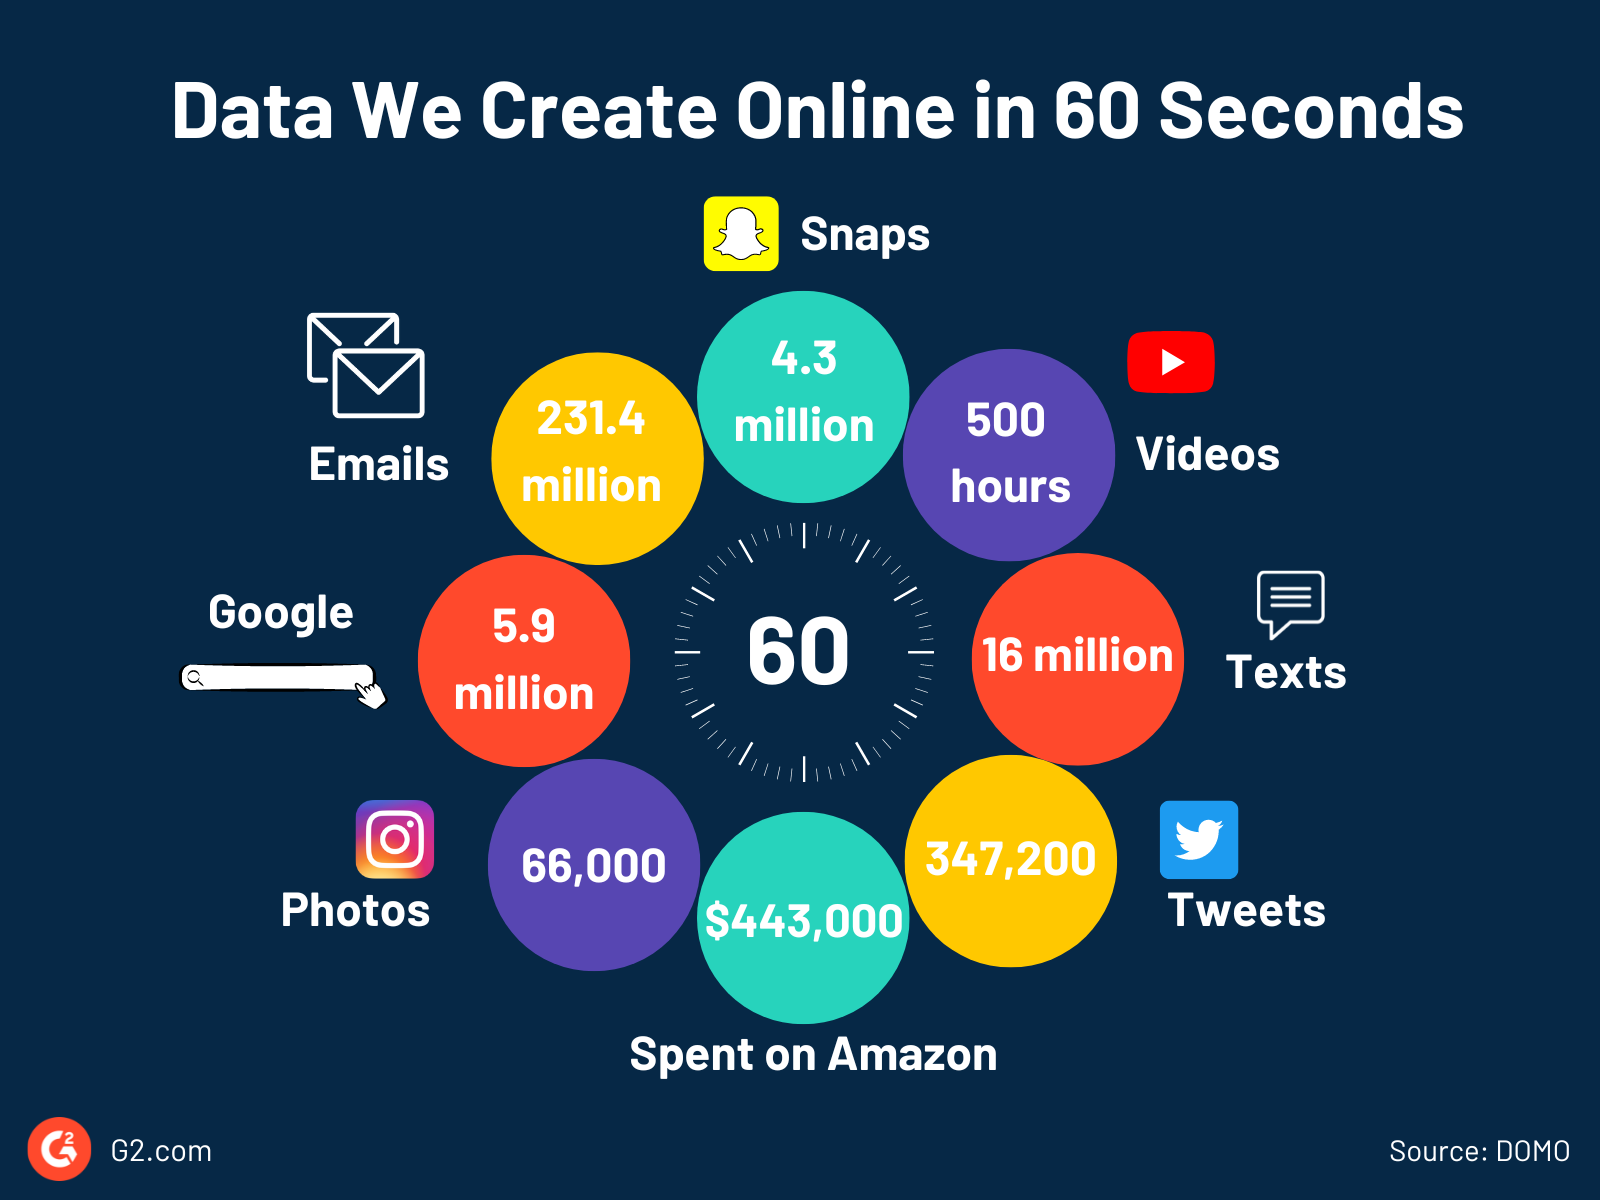 Data We Create Online in 60 Seconds
Snaps
4.3
million
500
hours
Videos
16 million
Texts
347,200
Tweets
$443,000
Spent on Amazon
66,000
Photos
5.9
million
Google
231.4
million
Emails
60
G2
G2.com
Source: DOMO